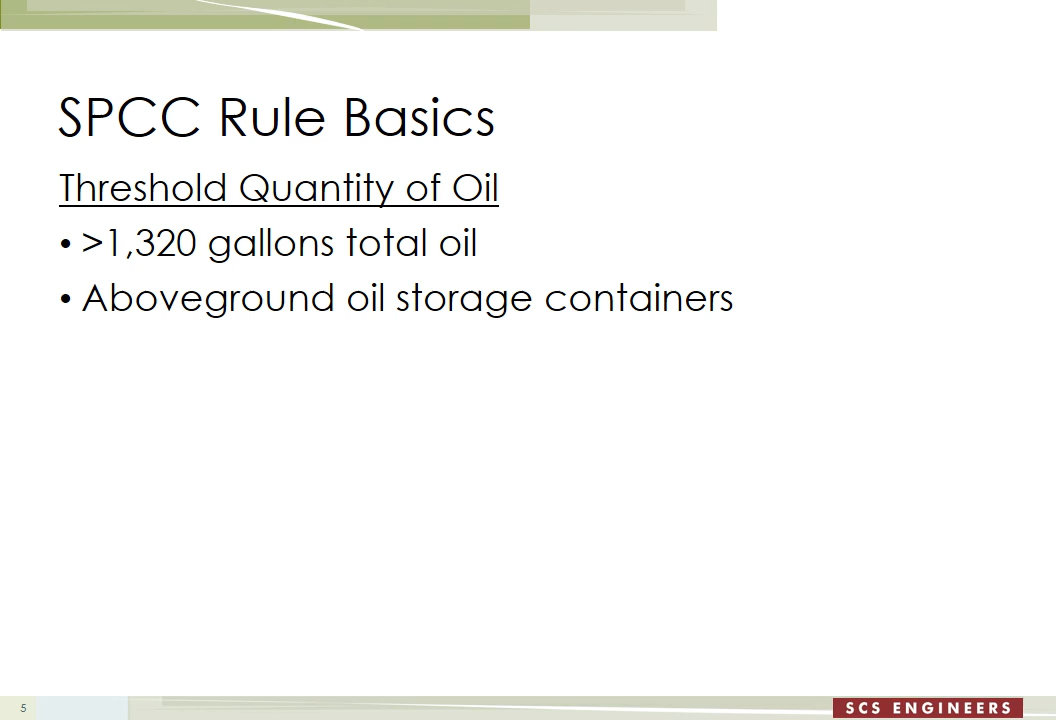 SPCC Rule Basics
Threshold Quantity of Oil
• >1,320 gallons total oil
• Aboveground oil storage containers
5
SCS ENGINEERS